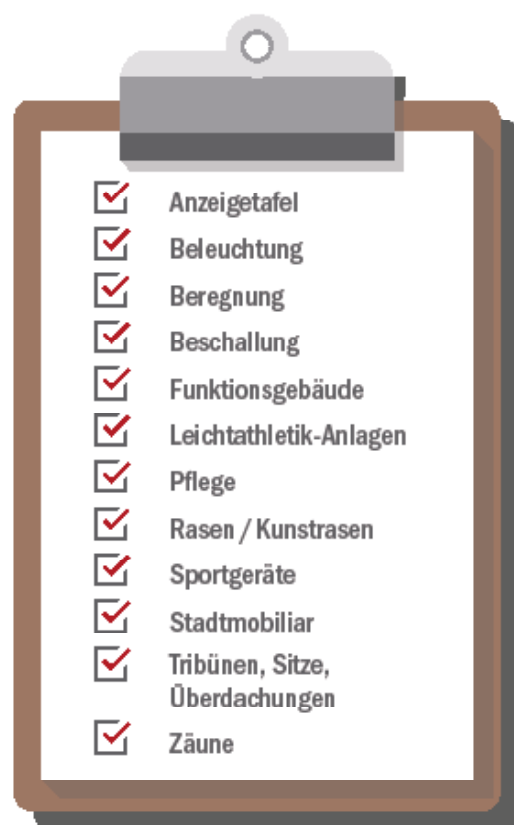 Anzeigetafel
Beleuchtung
Beregnung
Beschallung
Funktionsgebäude
Leichtathletik-Anlagen
Pflege
Rasen / Kunstrasen
Sportgeräte
Stadtmobiliar
Tribünen, Sitze,
Überdachungen
Zäune